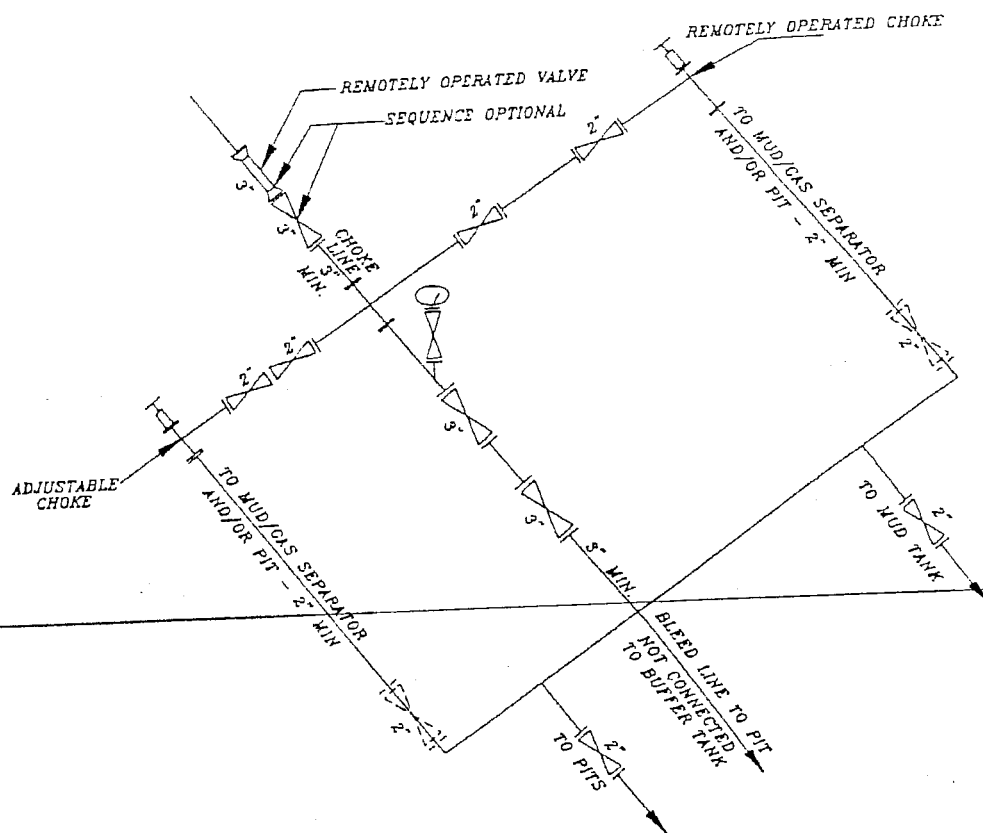 REMOTELY OPERATED CHOKE
REMOTELY OPERATED VALVE
SEQUENCE OPTIONAL
2"
3"
3"
CHOKE
LINE
3"
MIN.
2"
TO MUD/GAS SEPARATOR
AND/OR PIT - 2" MIN
2"
2"
2"
2"
3"
ADJUSTABLE
CHOKE
TO MUD/GAS SEPARATOR
AND/OR PIT - 2" MIN
3"
3" MIN.
2"
TO MUD TANK
BLEED LINE TO PIT
NOT CONNECTED
TO BUFFER TANK
2"
2"
TO PITS